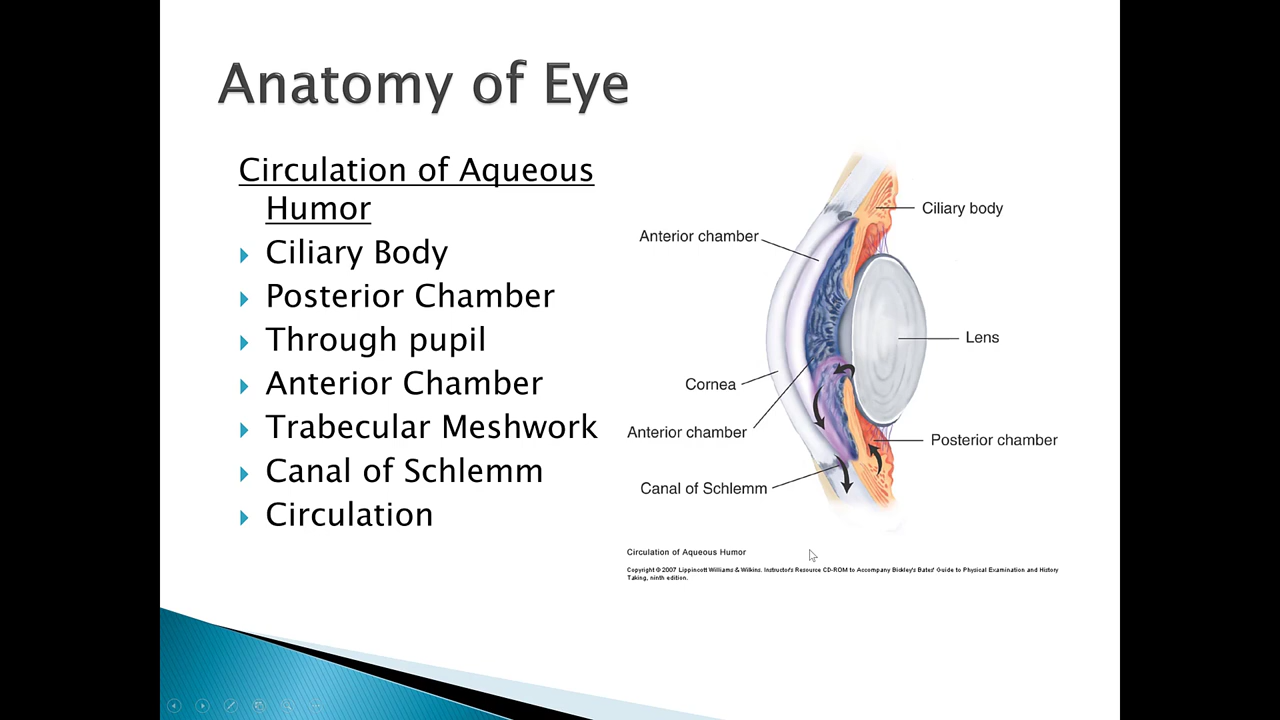 Anatomy of Eye
Circulation of Aqueous
Humor
Ciliary Body
Posterior Chamber
Through pupil
Anterior Chamber
Trabecular Meshwork
Canal of Schlemm
Circulation
Ciliary body
Anterior chamber
Lens
Cornea
Anterior chamber
Posterior chamber
Canal of Schlemm
Circulation of Aqueous Humor
Copyright © 2007 Lippincott Williams & Wilkins. Instructor's Resource CD-ROM to Accompany Bickley's Bates' Guide to Physical Examination and History
Taking, ninth edition.